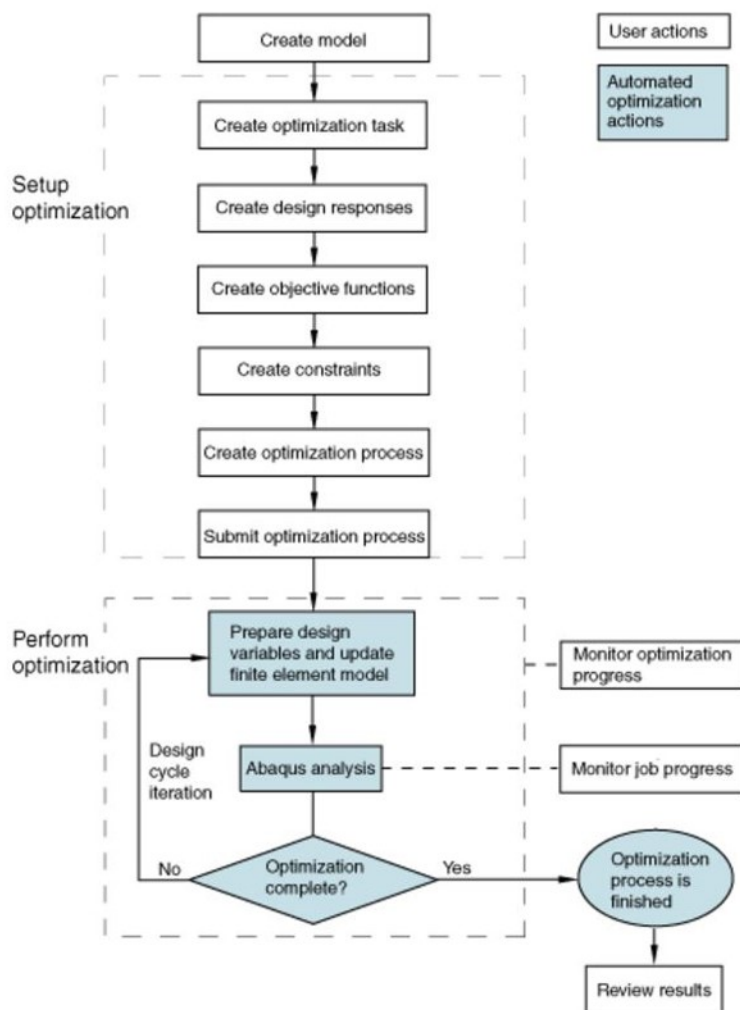 Create model
User actions
Automated
optimization
actions
Create optimization task
Setup
optimization
Create design responses
Create objective functions
Create constraints
Create optimization process
Submit optimization process
Perform
optimization
Prepare design
variables and update
finite element model
Monitor optimization
progress
Design
cycle
iteration
Abaqus analysis
Monitor job progress
No
Optimization
complete?
Yes
Optimization
process is
finished
Review results